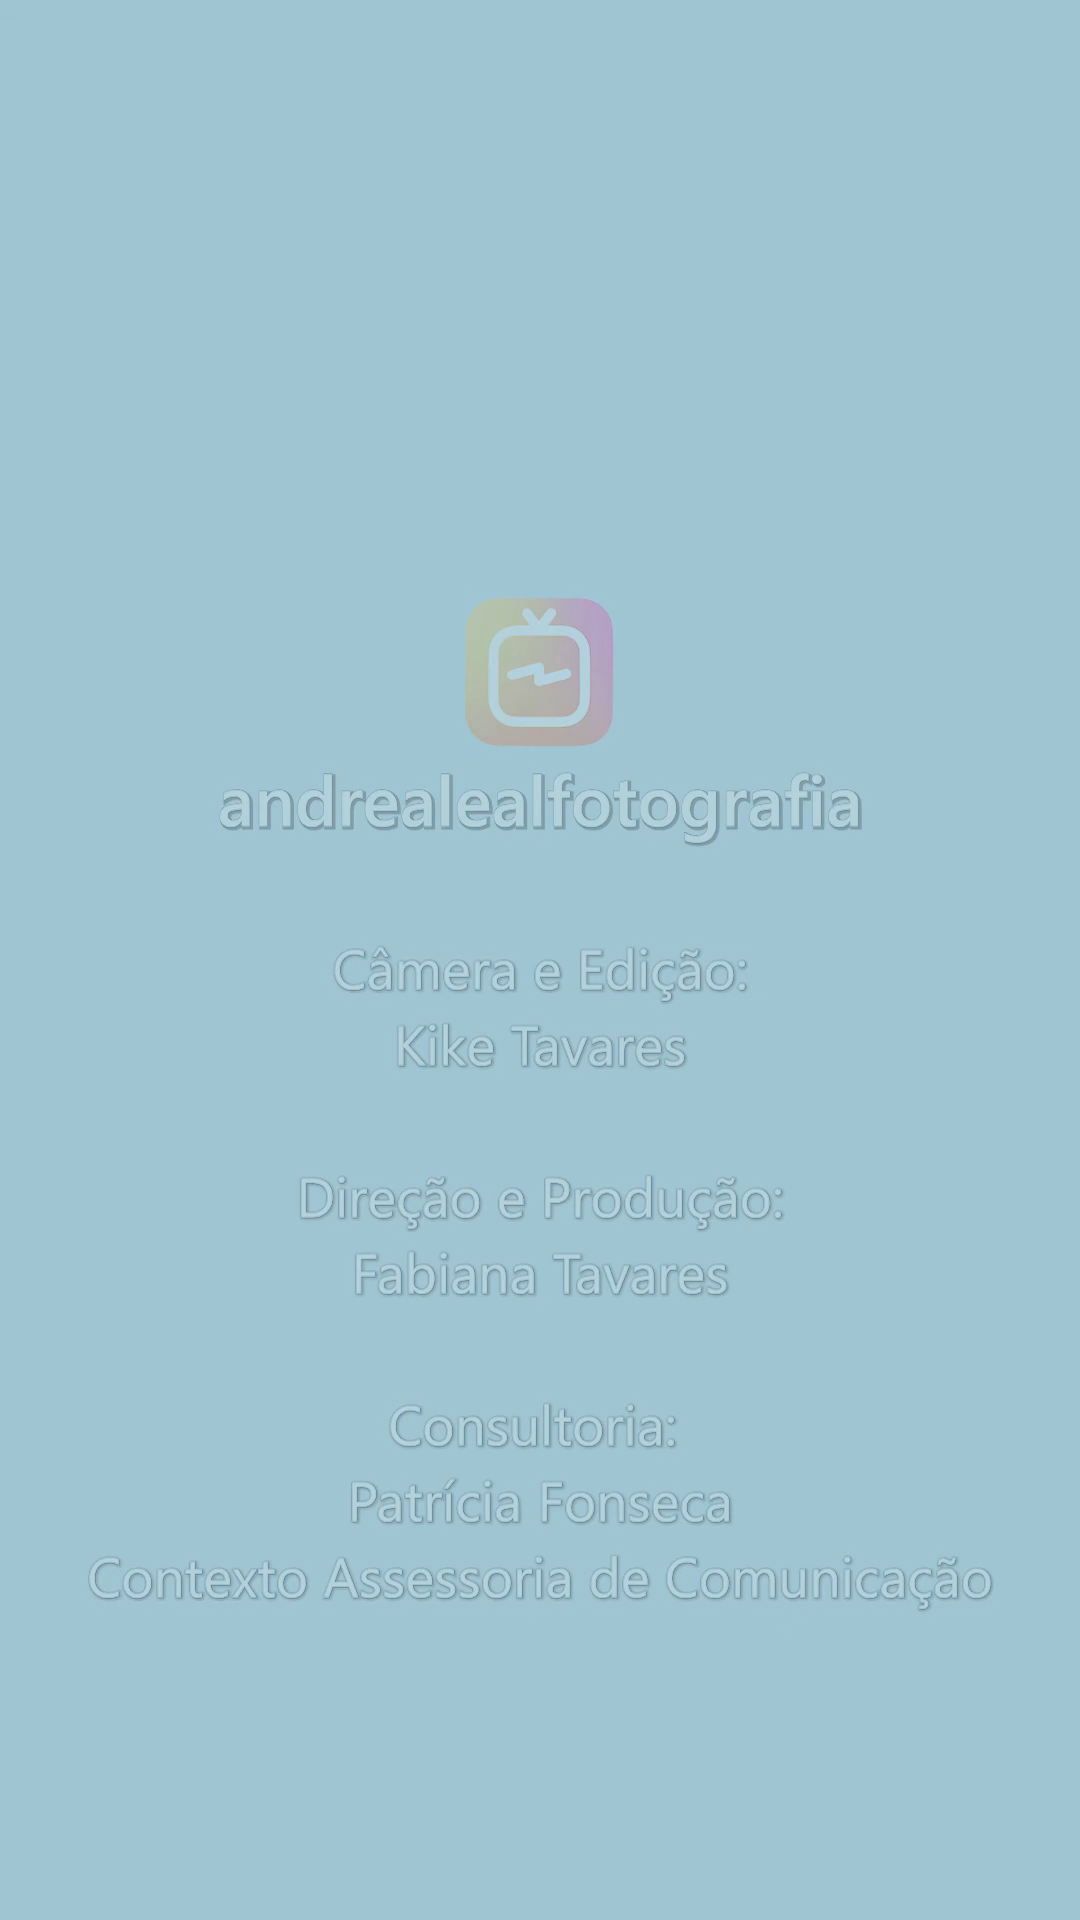 andrealealfotografia
Câmera e Edição:
Kike Tavares
Direção e Produção:
Fabiana Tavares
Consultoria:
Patrícia Fonseca
Contexto Assessoria de Comunicação